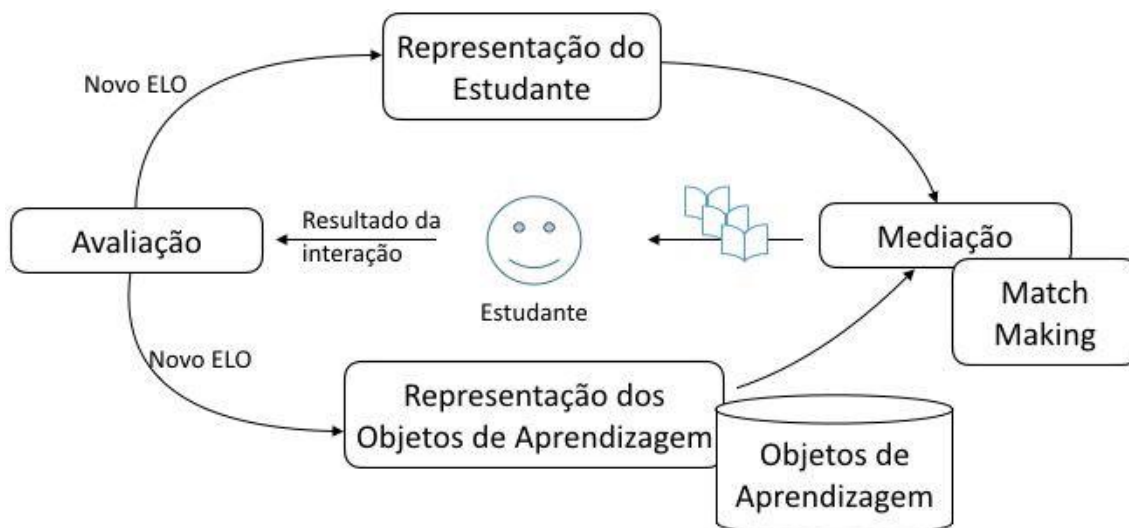 Representação do
Estudante
Novo ELO
Avaliação
Resultado da
interação
Estudante
Mediação
Match
Making
Novo ELO
Representação dos
Objetos de Aprendizagem
Objetos de
Aprendizagem